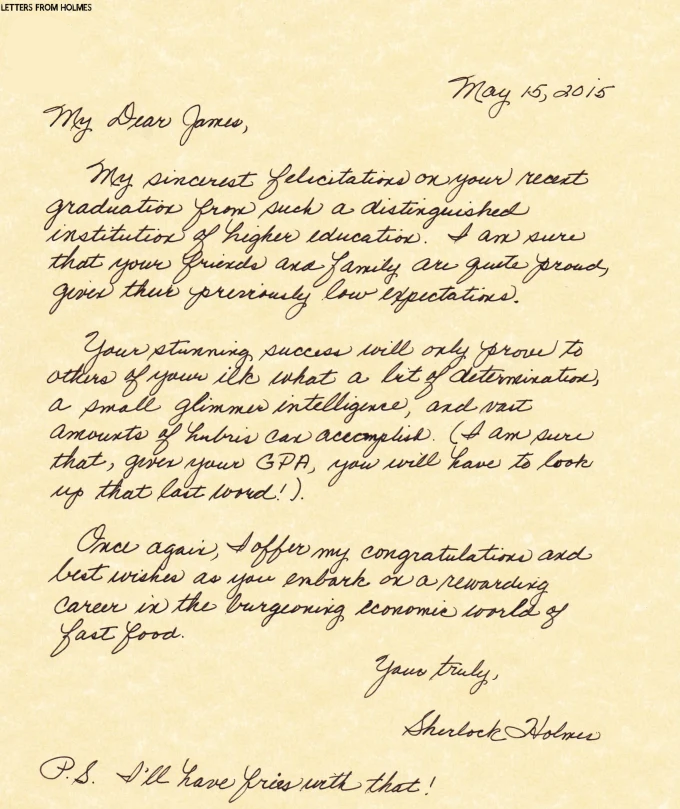 LETTERS FROM HOLMES
May 15, 2015
My Dear James,
My sincerest felicitations on your recent
graduation from such a distinguished
institution of higher education. I am sure
that your friends and family are quite proud,
given their previously low expectations.
Your stunning success will only prove to
others of your ilk what a bit of determination,
a small glimmer intelligence, and vast
amounts of hubris can accomplish. (I am sure
that, given your GPA, you will have to look
up that last word!).
Once again, I offer my congratulations and
best wishes as you embark on a rewarding
career in the burgeoning economic world of
fast food.
Yours truly,
Sherlock Holmes
P.S. I'll have fries with that!